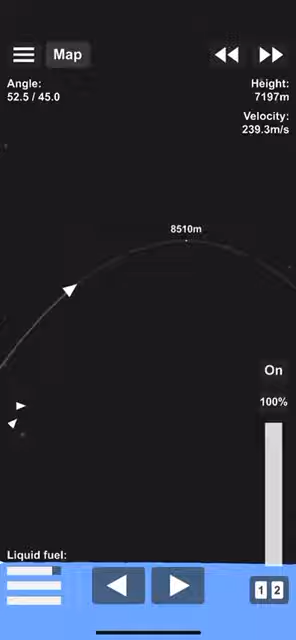 Map
Angle:
52.5 / 45.0
Height:
7197m
Velocity:
239.3m/s
8510m
On
100%
Liquid fuel:
1 2